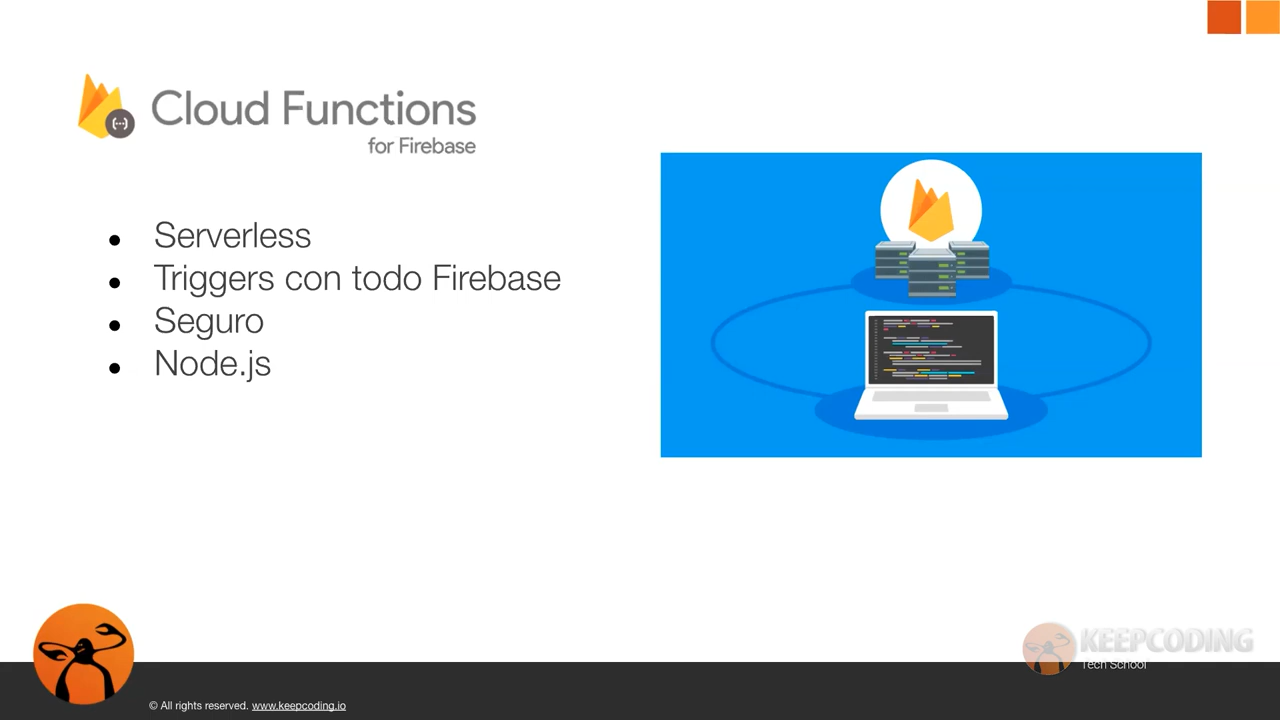 Cloud Functions
for Firebase
● Serverless
● Triggers con todo Firebase
● Seguro
● Node.js
KEEPCODING
Tech School
© All rights reserved. www.keepcoding.io